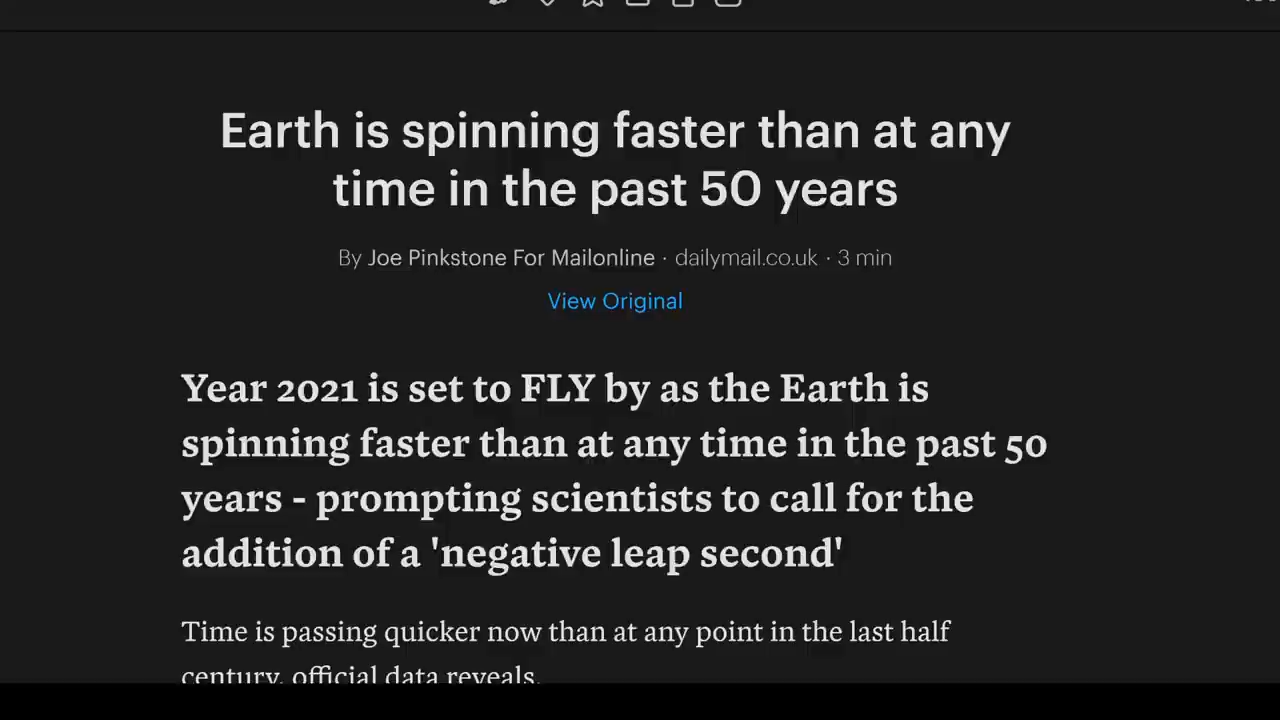 Earth is spinning faster than at any
time in the past 50 years
By Joe Pinkstone For Mailonline · dailymail.co.uk · 3 min
View Original
Year 2021 is set to FLY by as the Earth is
spinning faster than at any time in the past 50
years - prompting scientists to call for the
addition of a 'negative leap second'
Time is passing quicker now than at any point in the last half
century, official data reveals.